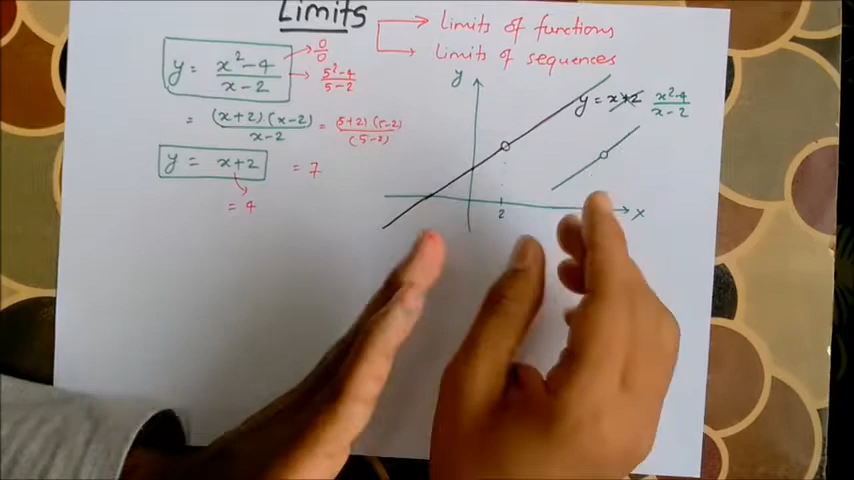 Limits
Limits of functions
Limits of sequences
y = x²-4 / x-2
0/0
5²-4 / 5-2
= (x+2)(x-2) / x-2 = (5+2)(5-2) / (5-2)
y = x+2 = 7
= 4
y
y = x+2 x²-4 / x-2
2
x